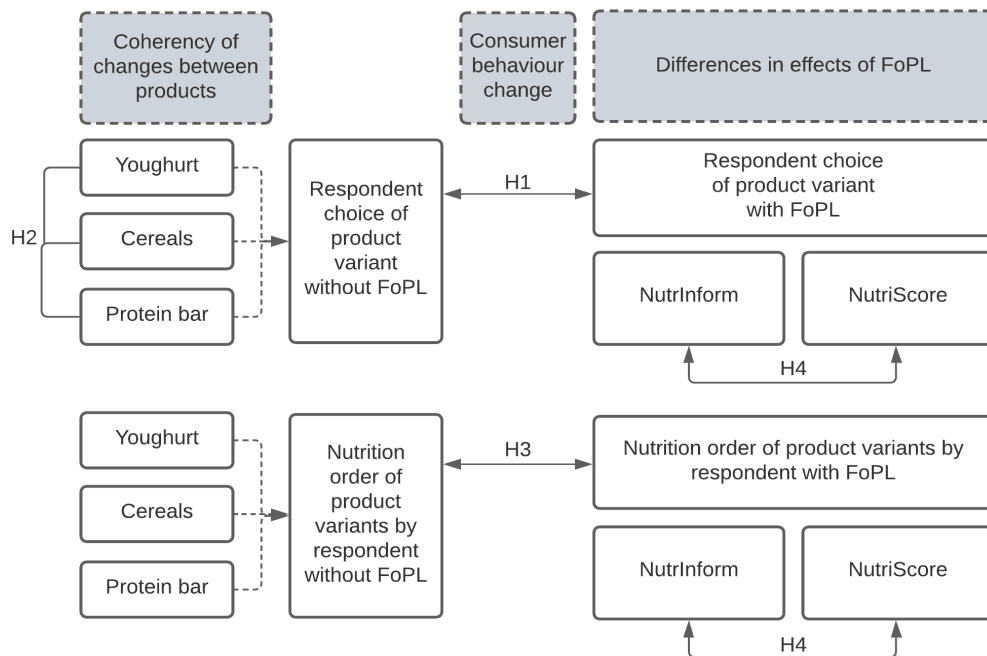 Coherency of
changes between
products
Consumer
behaviour
change
Differences in effects of FoPL
Youghurt
Cereals
Protein bar
H2
Respondent
choice of
product
variant
without FoPL
H1
Respondent choice
of product variant
with FoPL
NutrInform
NutriScore
H4
Youghurt
Cereals
Protein bar
Nutrition
order of
product
variants by
respondent
without FoPL
H3
Nutrition order of product variants by
respondent with FoPL
NutrInform
NutriScore
H4